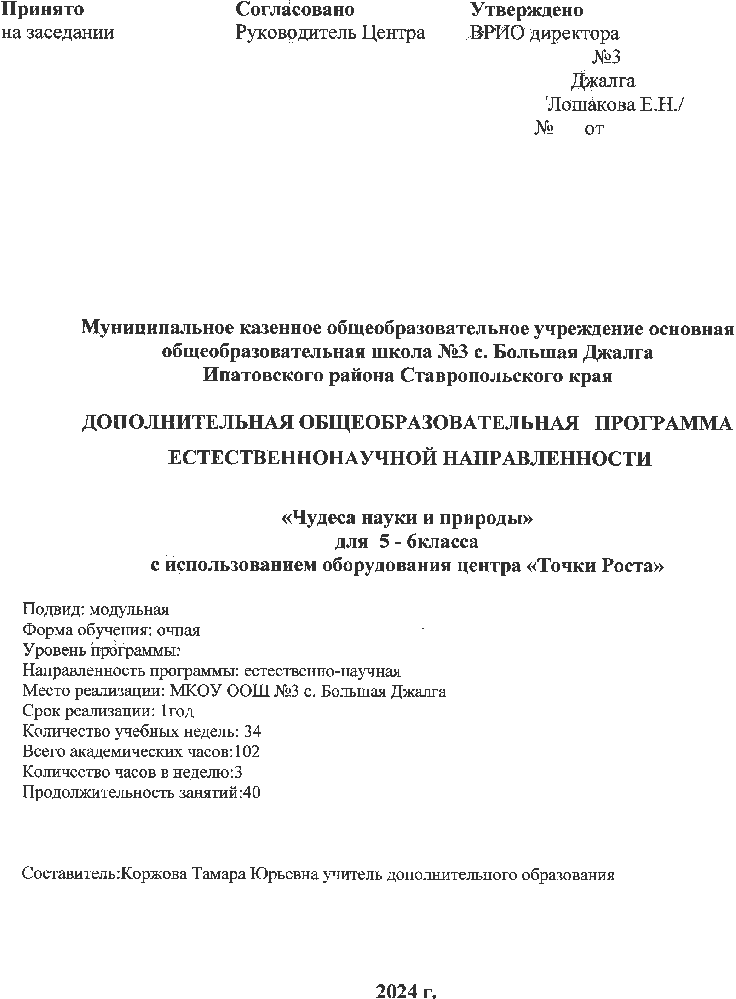 Принято Согласовано Утверждено
на заседании Руководитель Центра ВРИО директора
№3
Джалга
Лошакова Е.Н./
№ от
Муниципальное казенное общеобразовательное учреждение основная
общеобразовательная школа №3 с. Большая Джалга
Ипатовского района Ставропольского края
ДОПОЛНИТЕЛЬНАЯ ОБЩЕОБРАЗОВАТЕЛЬНАЯ ПРОГРАММА
ЕСТЕСТВЕННОНАУЧНОЙ НАПРАВЛЕННОСТИ
«Чудеса науки и природы»
для 5 - 6класса
с использованием оборудования центра «Точки Роста»
Подвид: модульная
Форма обучения: очная
Уровень программы:
Направленность программы: естественно-научная
Место реализации: МКОУ ООШ №3 с. Большая Джалга
Срок реализации: 1год
Количество учебных недель: 34
Всего академических часов:102
Количество часов в неделю:3
Продолжительность занятий:40
Составитель:Коржова Тамара Юрьевна учитель дополнительного образования
2024 г.